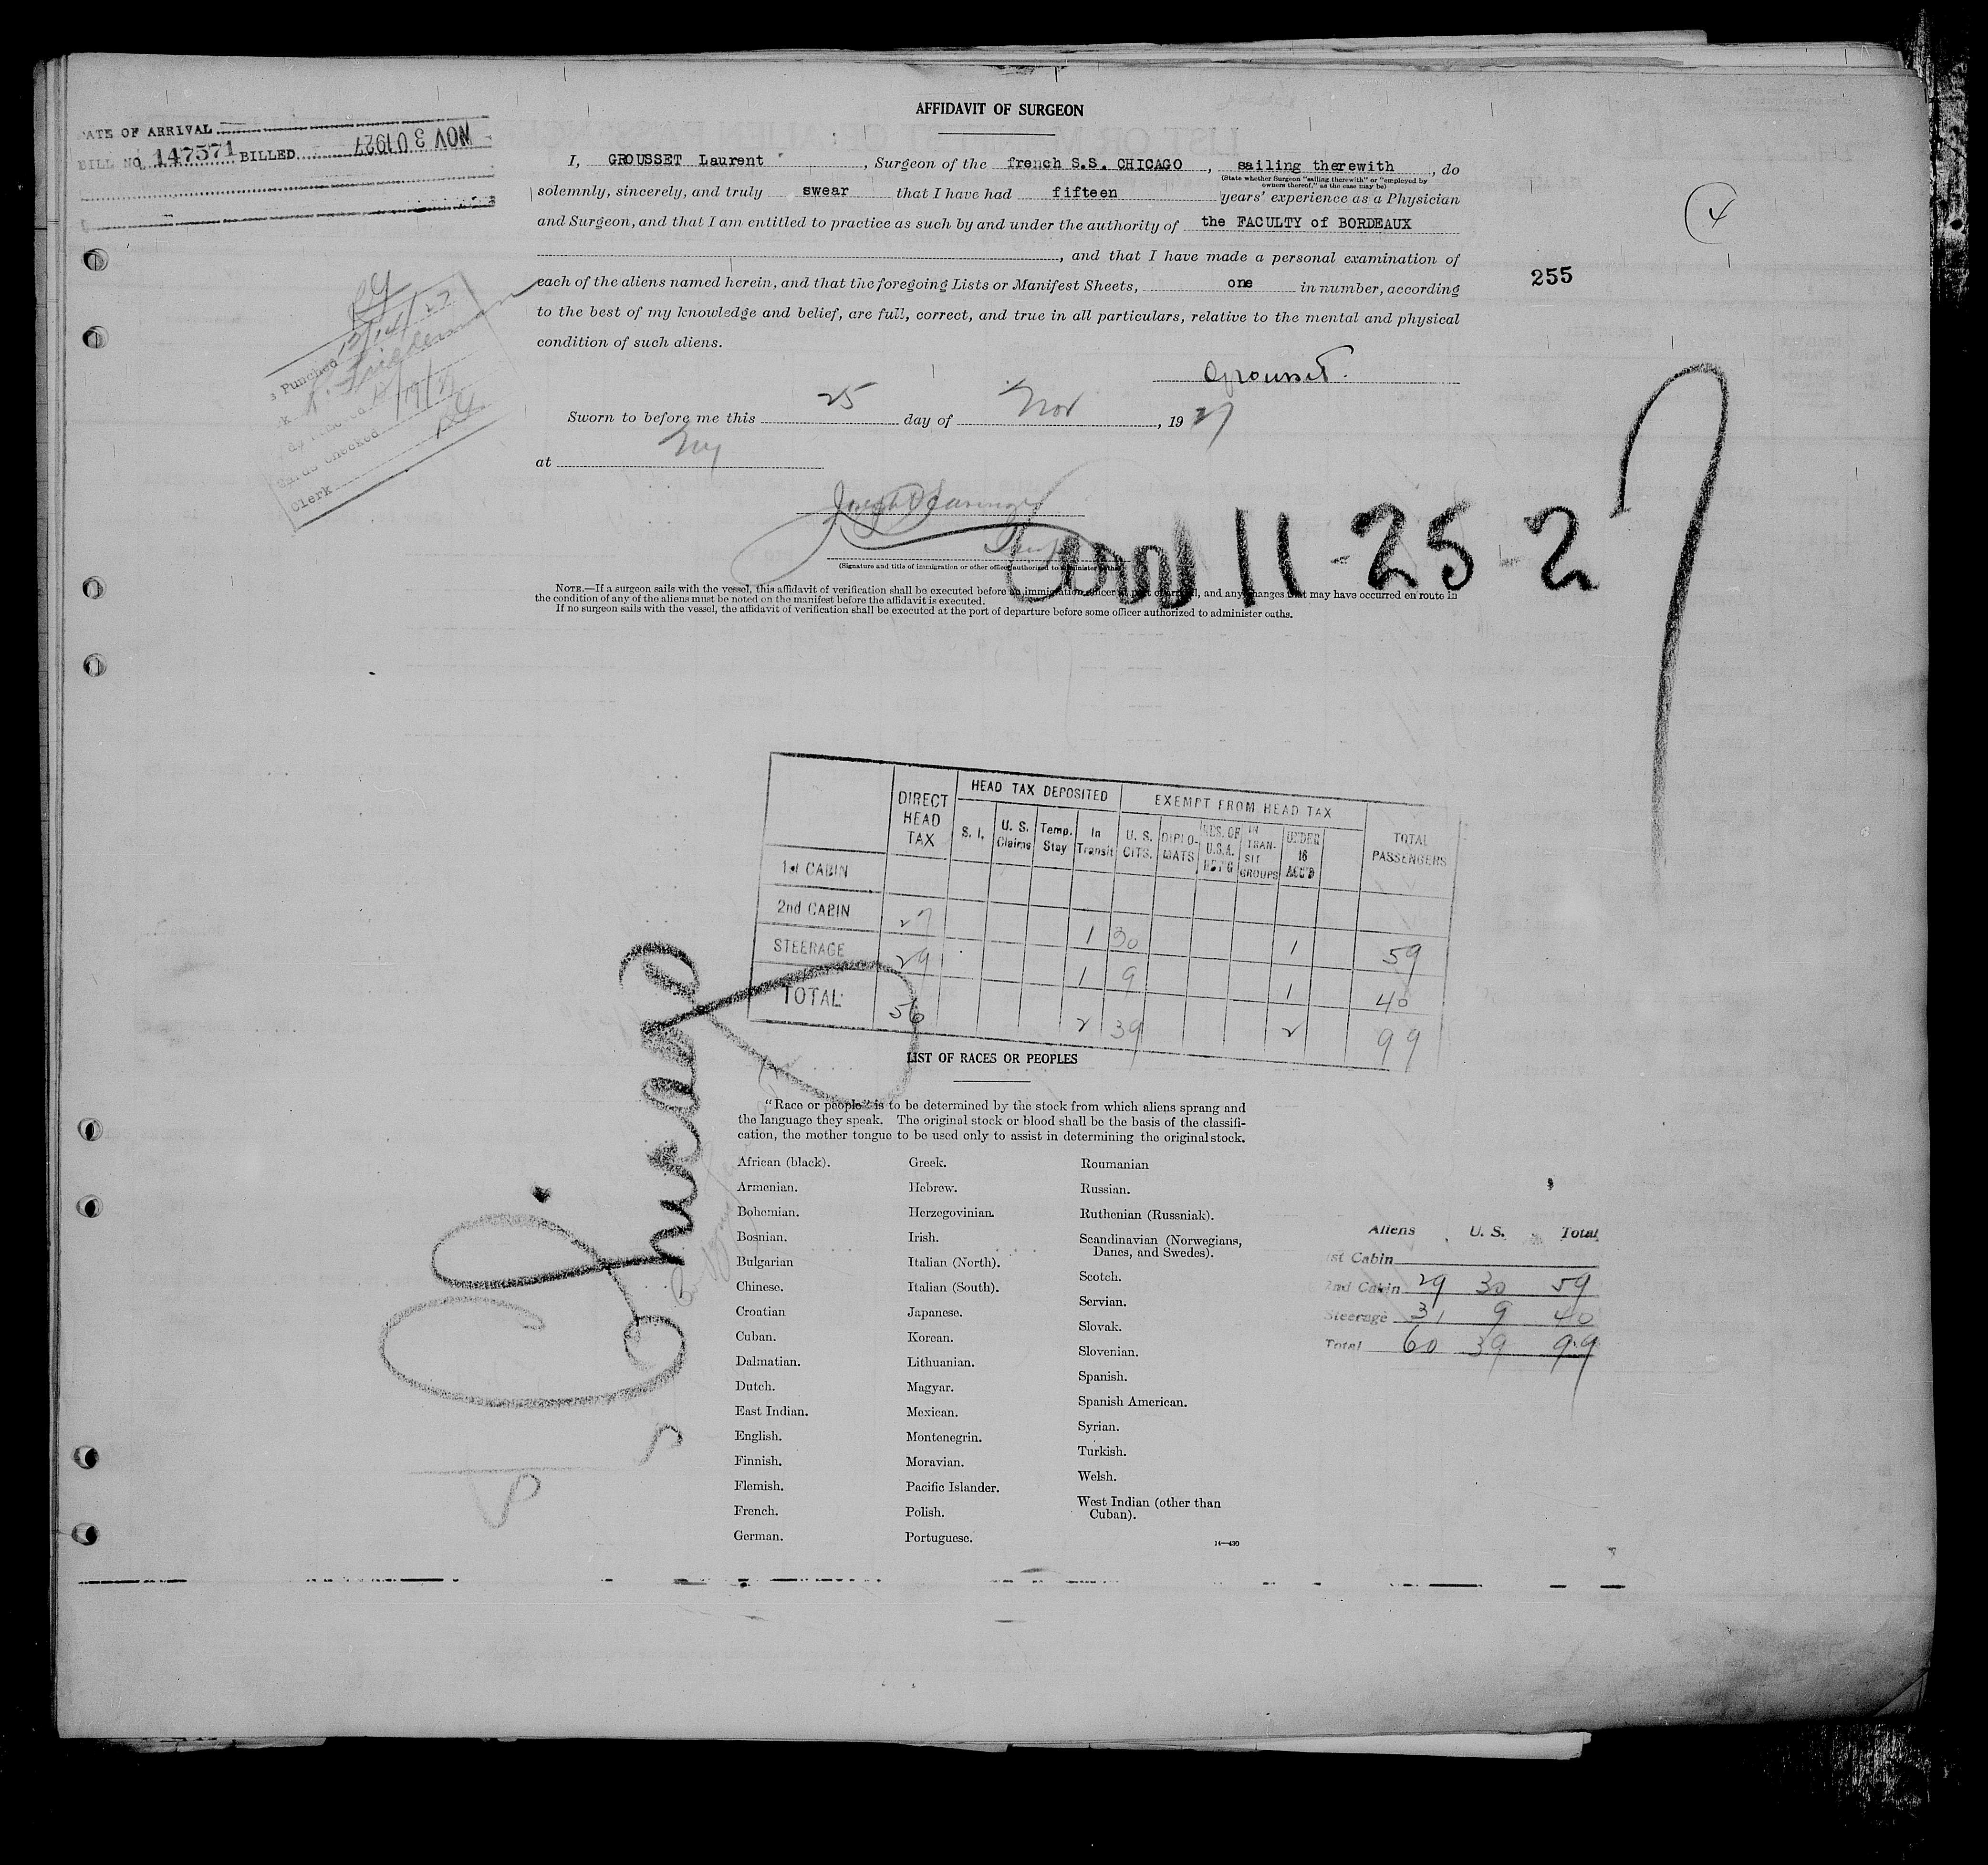 AFFIDAVIT OF SURGEON
DATE OF ARRIVAL
BILL NO 147571 BILLED NOV 30 1927
I, GROUSSET Laurent, Surgeon of the french S.S. CHICAGO, sailing therewith, do
(State whether Surgeon "sailing therewith" or "employed by
owners thereof," as the case may be)
solemnly, sincerely, and truly swear that I have had fifteen years' experience as a Physician
and Surgeon, and that I am entitled to practice as such by and under the authority of the FACULTY of BORDEAUX
, and that I have made a personal examination of
each of the aliens named herein, and that the foregoing Lists or Manifest Sheets, one in number, according
to the best of my knowledge and belief, are full, correct, and true in all particulars, relative to the mental and physical
condition of such aliens.
4
255
Punched
Cards Checked
Clerk
Grousset.
Sworn to before me this 25 day of Nov, 1927
at NY
(Signature and title of immigration or other officer authorized to administer oaths)
11-25-27
NOTE.—If a surgeon sails with the vessel, this affidavit of verification shall be executed before an immigration officer at port of arrival, and any changes that may have occurred en route in
the condition of any of the aliens must be noted on the manifest before the affidavit is executed.
If no surgeon sails with the vessel, the affidavit of verification shall be executed at the port of departure before some officer authorized to administer oaths.
DIRECT HEAD TAX HEAD TAX DEPOSITED EXEMPT FROM HEAD TAX TOTAL PASSENGERS
S. I. U. S. Claims Temp. Stay In Transit U. S. CITS. DIPLOMATS RES. OF U.S.A. RET'G IN TRANSIT GROUPS UNDER 16 ACC'D
1st CABIN
2nd CABIN 27 1 30 1 59
STEERAGE 29 1 9 1 40
TOTAL 56 2 39 2 99
Chicago
LIST OF RACES OR PEOPLES
"Race or people" is to be determined by the stock from which aliens sprang and
the language they speak. The original stock or blood shall be the basis of the classifi-
cation, the mother tongue to be used only to assist in determining the original stock.
African (black).
Armenian.
Bohemian.
Bosnian.
Bulgarian
Chinese.
Croatian
Cuban.
Dalmatian.
Dutch.
East Indian.
English.
Finnish.
Flemish.
French.
German.
Greek.
Hebrew.
Herzegovinian.
Irish.
Italian (North).
Italian (South).
Japanese.
Korean.
Lithuanian.
Magyar.
Mexican.
Montenegrin.
Moravian.
Pacific Islander.
Polish.
Portuguese.
Roumanian
Russian.
Ruthenian (Russniak).
Scandinavian (Norwegians,
Danes, and Swedes).
Scotch.
Servian.
Slovak.
Slovenian.
Spanish.
Spanish American.
Syrian.
Turkish.
Welsh.
West Indian (other than
Cuban).
14—430
Aliens U. S. Total
1st Cabin
2nd Cabin 29 30 59
Steerage 31 9 40
Total 60 39 99